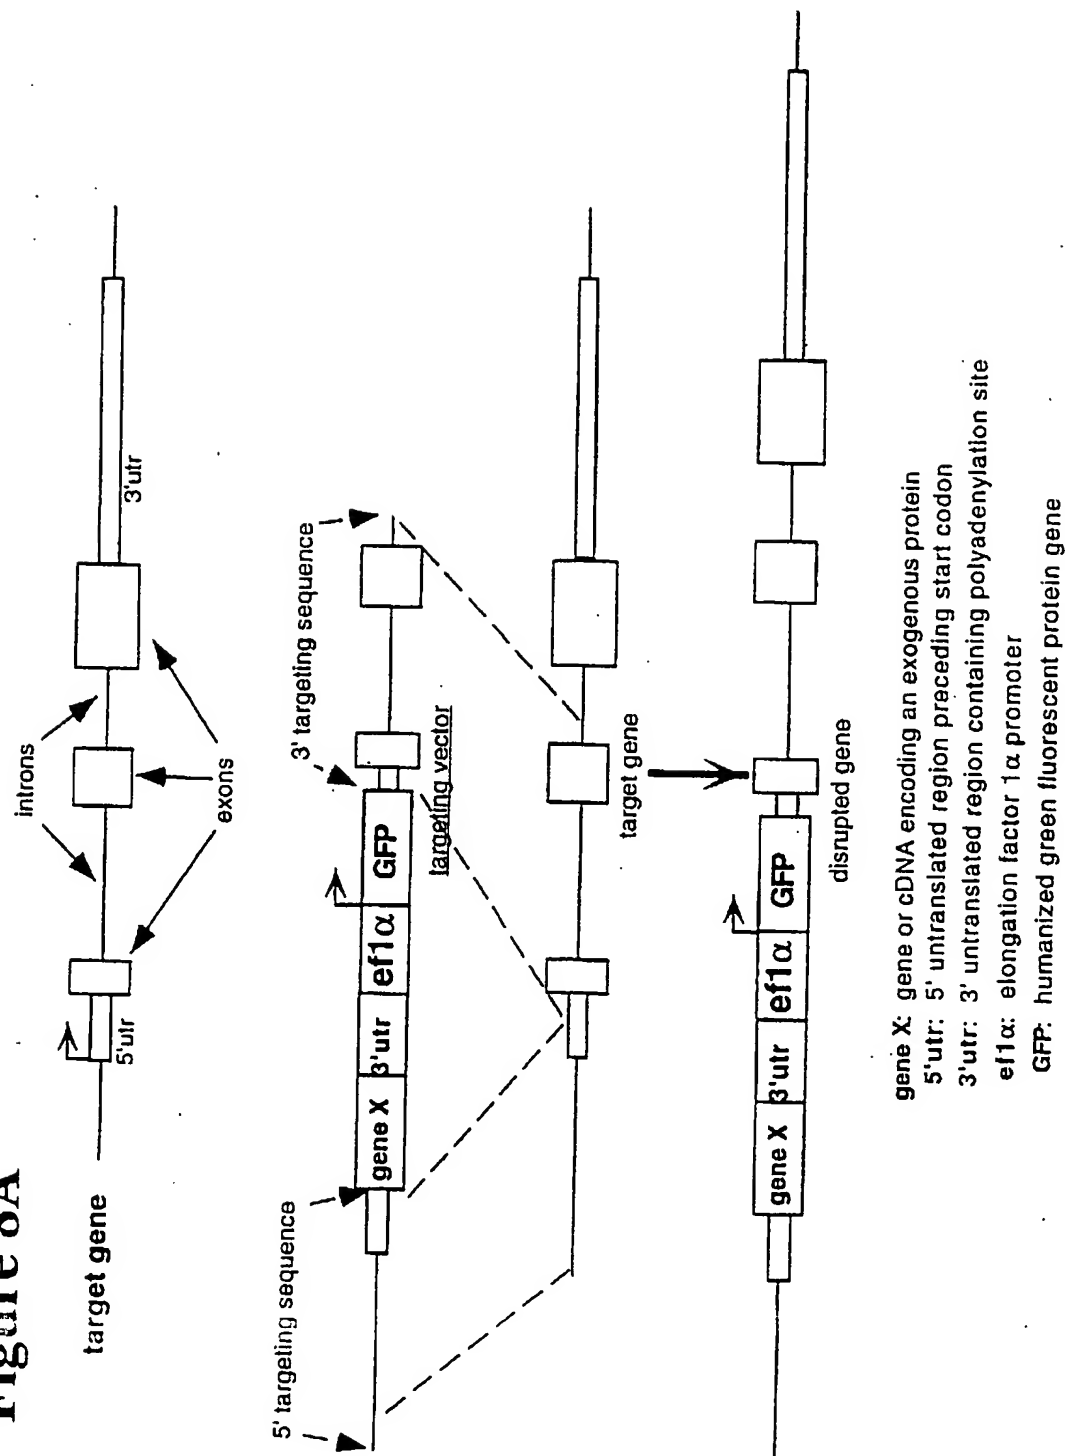 Figure 8A
target gene
introns
5'utr
exons
3'utr
5' targeting sequence
3' targeting sequence
gene X
3'utr
ef1α
GFP
targeting vector
target gene
gene X
3'utr
ef1α
GFP
disrupted gene
gene X: gene or cDNA encoding an exogenous protein
5'utr: 5' untranslated region preceding start codon
3'utr: 3' untranslated region containing polyadenylation site
ef1α: elongation factor 1α promoter
GFP: humanized green fluorescent protein gene